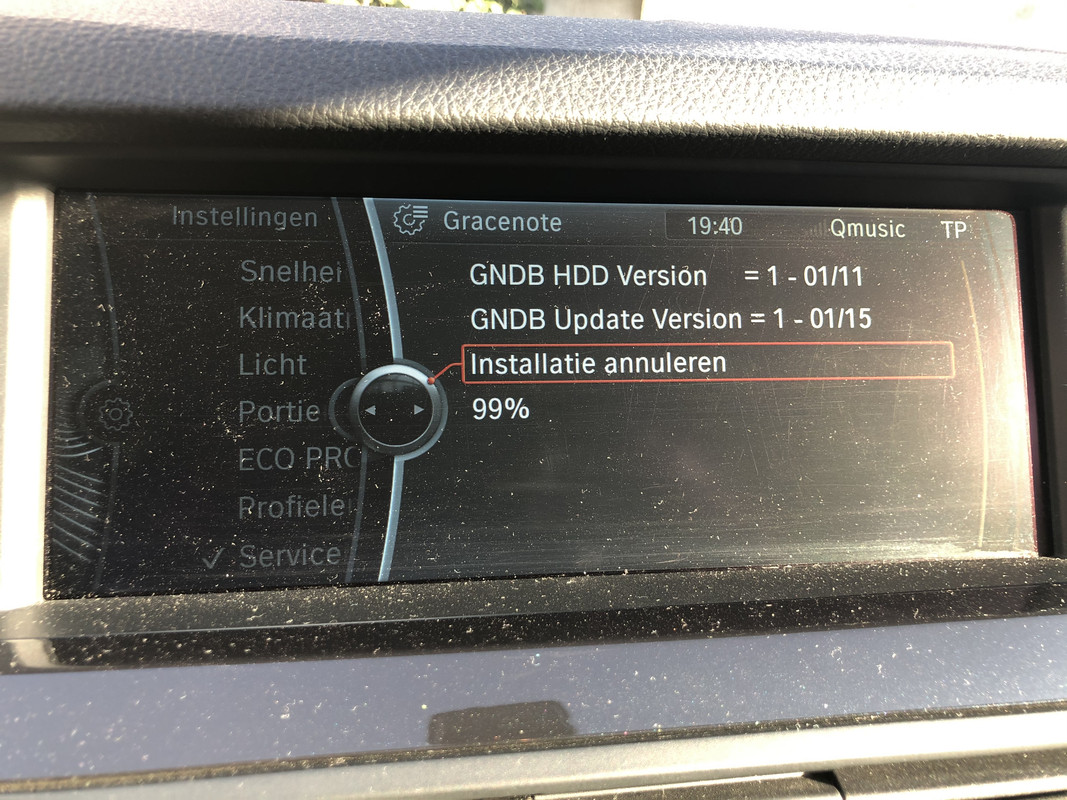 Instellingen
Gracenote
19:40
Qmusic
TP
Snelhei
Klimaati
Licht
Portie
ECO PRO
Profiele
Service
GNDB HDD Version = 1 - 01/11
GNDB Update Version = 1 - 01/15
Installatie annuleren
99%